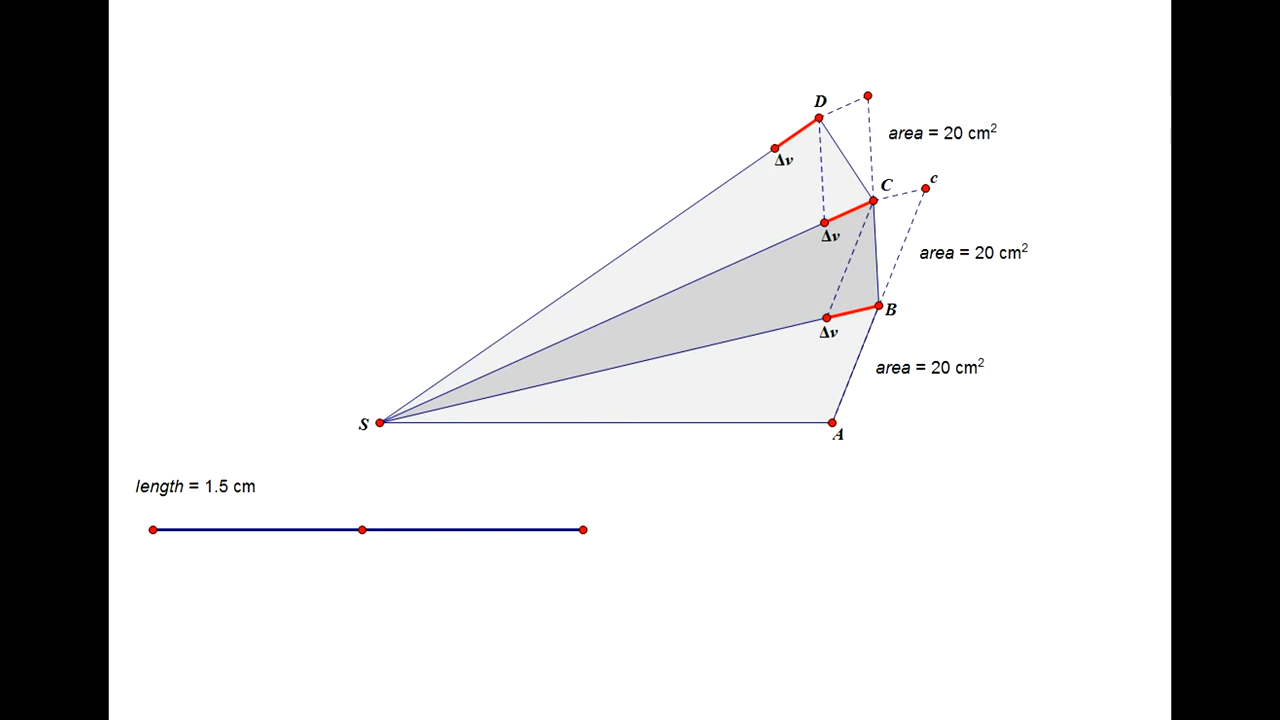 D
area = 20 cm²
Δv
c
C
Δv
area = 20 cm²
B
Δv
area = 20 cm²
S
A
length = 1.5 cm